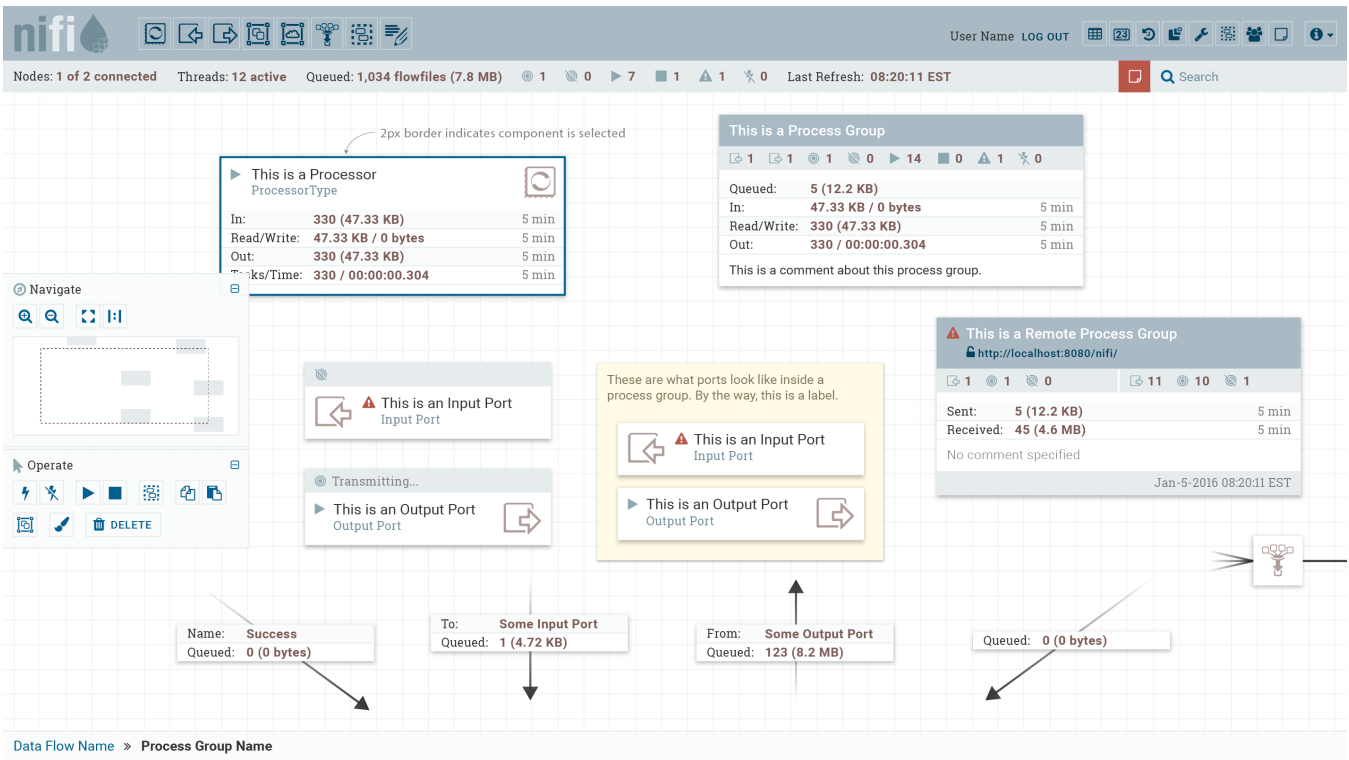 nifi
User Name LOG OUT
23
Nodes: 1 of 2 connected Threads: 12 active Queued: 1,034 flowfiles (7.8 MB) 1 0 7 1 1 0 Last Refresh: 08:20:11 EST Search
2px border indicates component is selected
This is a Processor
ProcessorType
In: 330 (47.33 KB) 5 min
Read/Write: 47.33 KB / 0 bytes 5 min
Out: 330 (47.33 KB) 5 min
Tasks/Time: 330 / 00:00:00.304 5 min
This is a Process Group
1 1 1 0 14 0 1 0
Queued: 5 (12.2 KB)
In: 47.33 KB / 0 bytes 5 min
Read/Write: 330 (47.33 KB) 5 min
Out: 330 / 00:00:00.304 5 min
This is a comment about this process group.
Navigate
Operate
DELETE
This is an Input Port
Input Port
Transmitting...
This is an Output Port
Output Port
These are what ports look like inside a
process group. By the way, this is a label.
This is an Input Port
Input Port
This is an Output Port
Output Port
This is a Remote Process Group
http://localhost:8080/nifi/
1 1 0 11 10 1
Sent: 5 (12.2 KB) 5 min
Received: 45 (4.6 MB) 5 min
No comment specified
Jan-5-2016 08:20:11 EST
Name: Success
Queued: 0 (0 bytes)
To: Some Input Port
Queued: 1 (4.72 KB)
From: Some Output Port
Queued: 123 (8.2 MB)
Queued: 0 (0 bytes)
Data Flow Name » Process Group Name